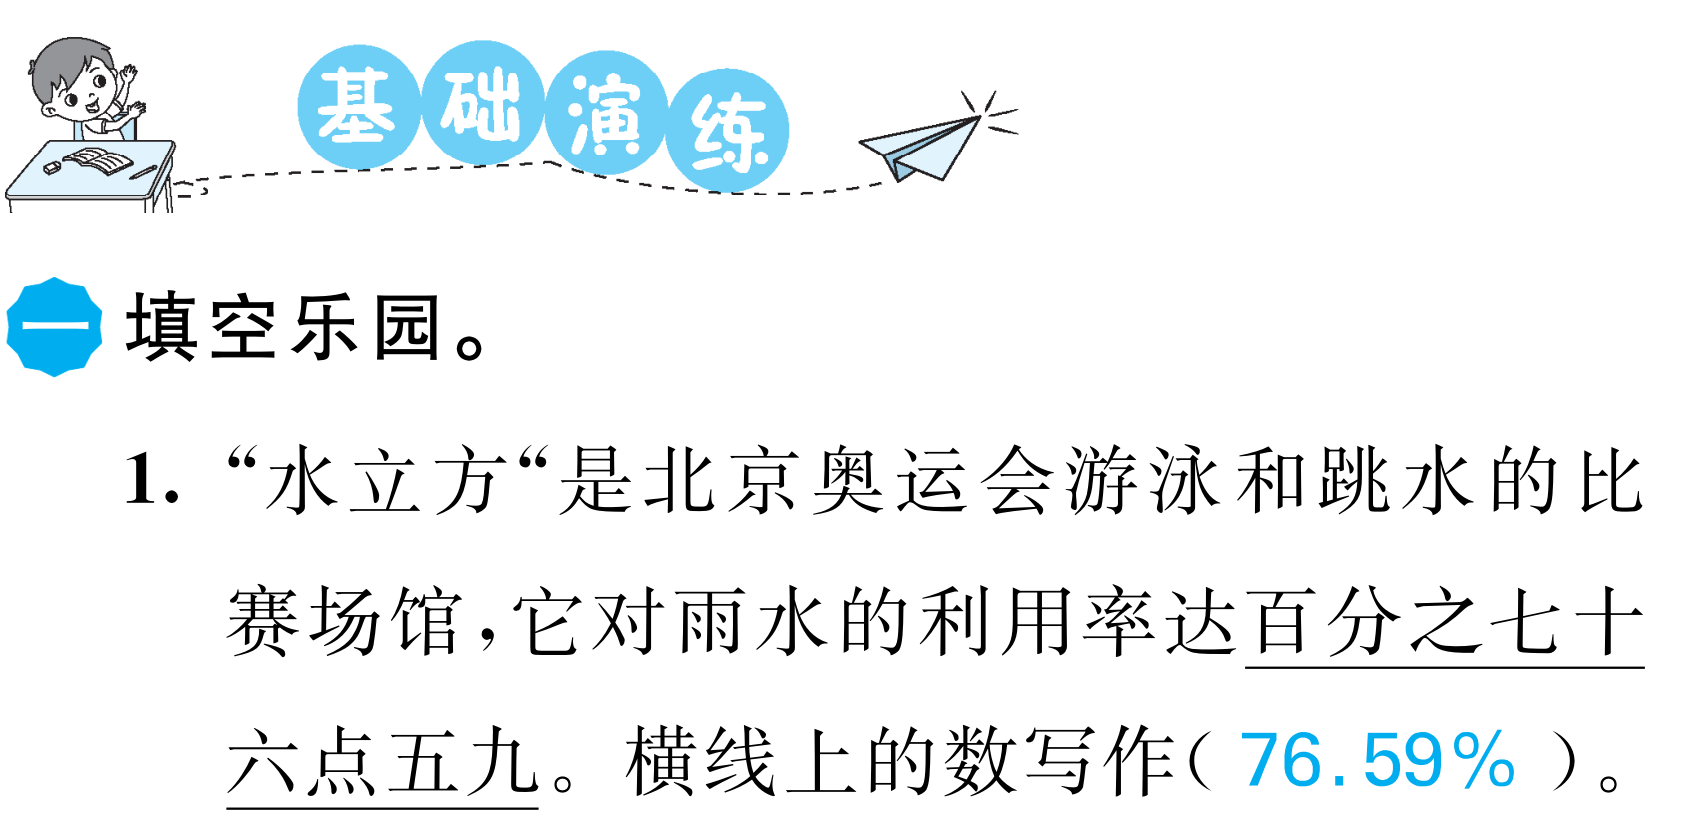 基础演练
一 填空乐园。
1. “水立方“是北京奥运会游泳和跳水的比
赛场馆,它对雨水的利用率达百分之七十
六点五九。横线上的数写作( 76.59% )。